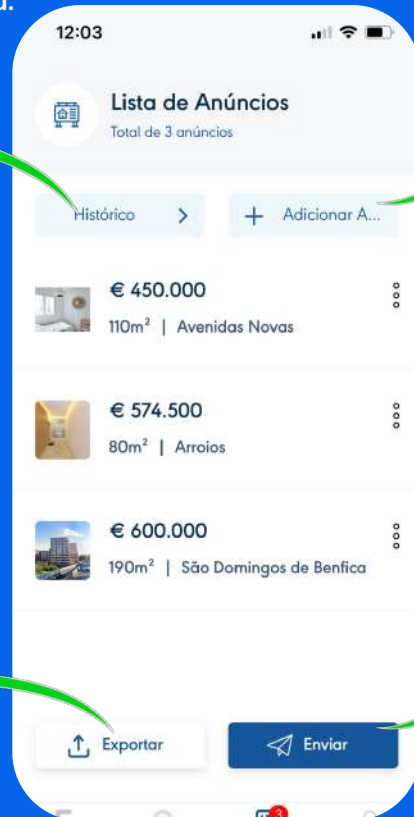 12:03
Lista de Anúncios
Total de 3 anúncios
Histórico
Adicionar A...
€ 450.000
110m² | Avenidas Novas
€ 574.500
80m² | Arroios
€ 600.000
190m² | São Domingos de Benfica
Exportar
Enviar
3